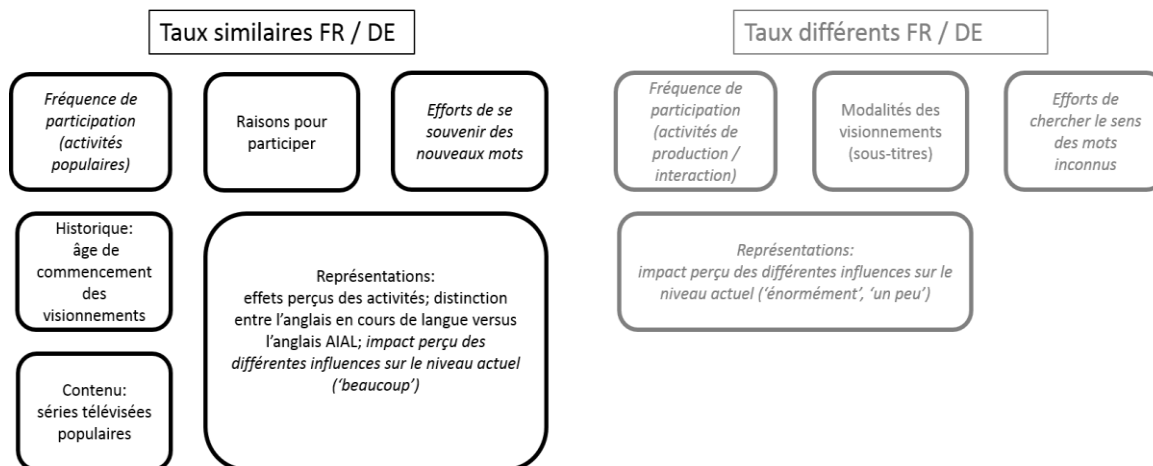 Taux similaires FR / DE
Fréquence de
participation
(activités
populaires)
Raisons pour
participer
Efforts de se
souvenir des
nouveaux mots
Historique:
âge de
commencement
des
visionnements
Représentations:
effets perçus des activités; distinction
entre l’anglais en cours de langue versus
l’anglais AIAL; impact perçu des
différentes influences sur le niveau actuel
(‘beaucoup’)
Contenu:
séries télévisées
populaires
Taux différents FR / DE
Fréquence de
participation
(activités de
production /
interaction)
Modalités des
visionnements
(sous-titres)
Efforts de
chercher le sens
des mots
inconnus
Représentations:
impact perçu des différentes influences sur le
niveau actuel (‘énormément’, ‘un peu’)